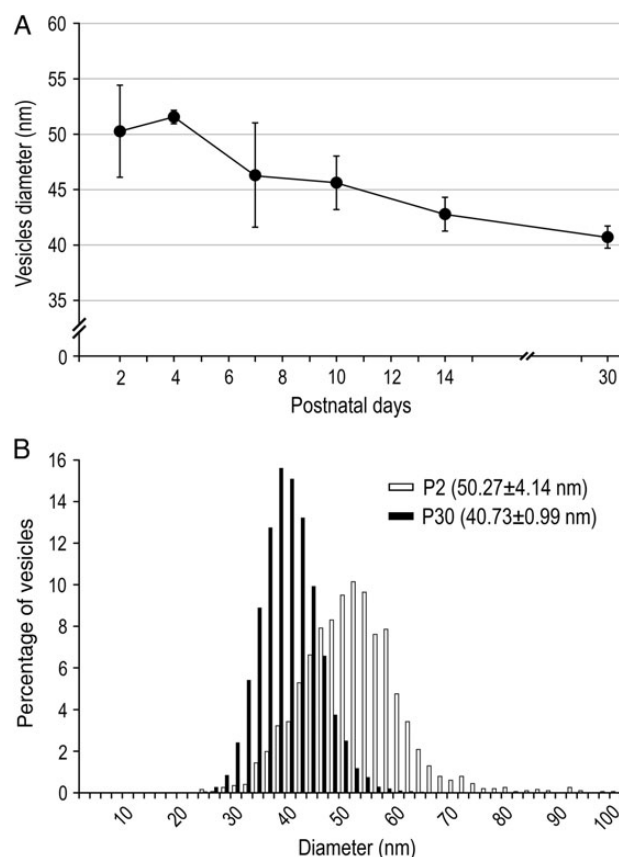 A
60
55
50
45
40
35
0
Vesicles diameter (nm)
2 4 6 8 10 12 14 30
Postnatal days
B
16
14
12
10
8
6
4
2
0
Percentage of vesicles
P2 (50.27±4.14 nm)
P30 (40.73±0.99 nm)
10 20 30 40 50 60 70 80 90 100
Diameter (nm)